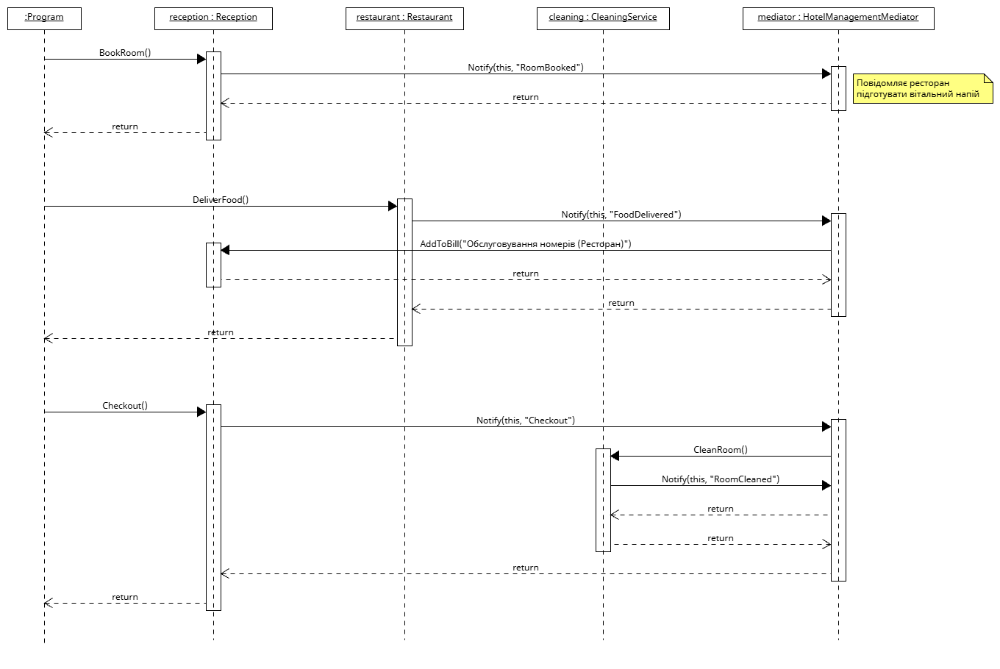 :Program
reception : Reception
restaurant : Restaurant
cleaning : CleaningService
mediator : HotelManagementMediator
BookRoom()
Notify(this, "RoomBooked")
Повідомляє ресторан
підготувати вітальний напій
return
return
DeliverFood()
Notify(this, "FoodDelivered")
AddToBill("Обслуговування номерів (Ресторан)")
return
return
return
Checkout()
Notify(this, "Checkout")
CleanRoom()
Notify(this, "RoomCleaned")
return
return
return
return